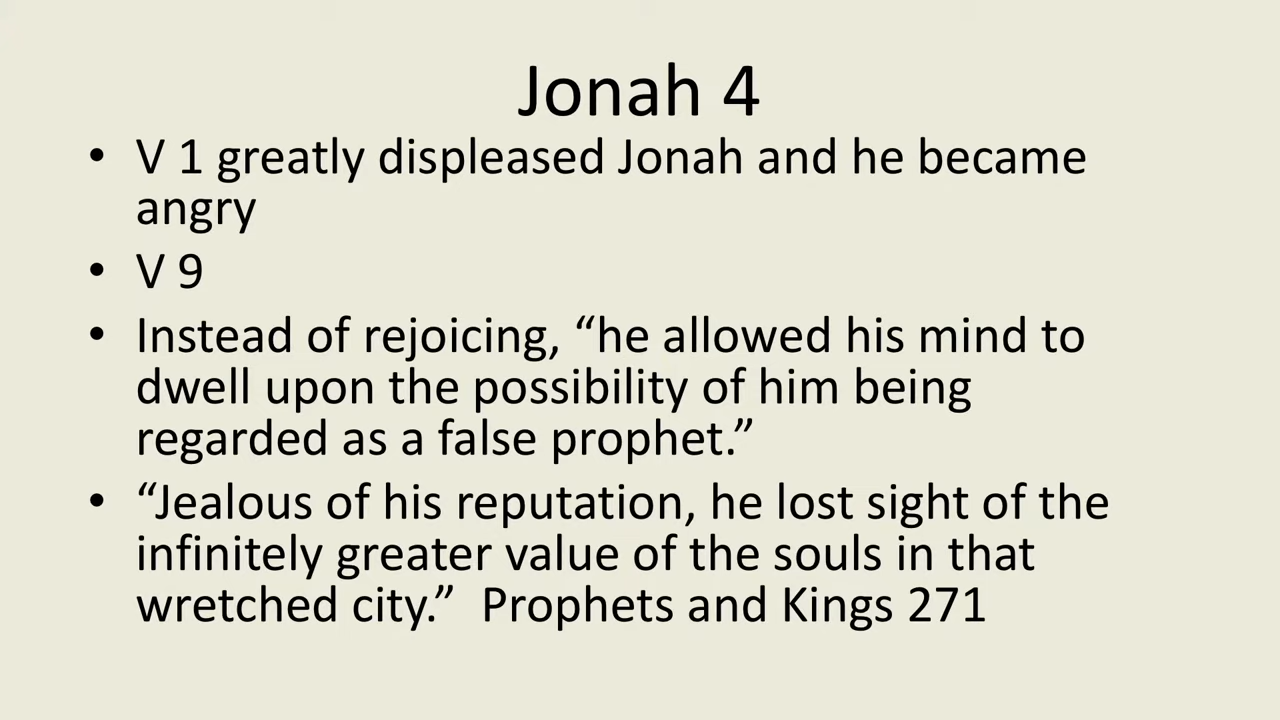 Jonah 4
• V 1 greatly displeased Jonah and he became
angry
• V 9
• Instead of rejoicing, “he allowed his mind to
dwell upon the possibility of him being
regarded as a false prophet.”
• “Jealous of his reputation, he lost sight of the
infinitely greater value of the souls in that
wretched city.”  Prophets and Kings 271